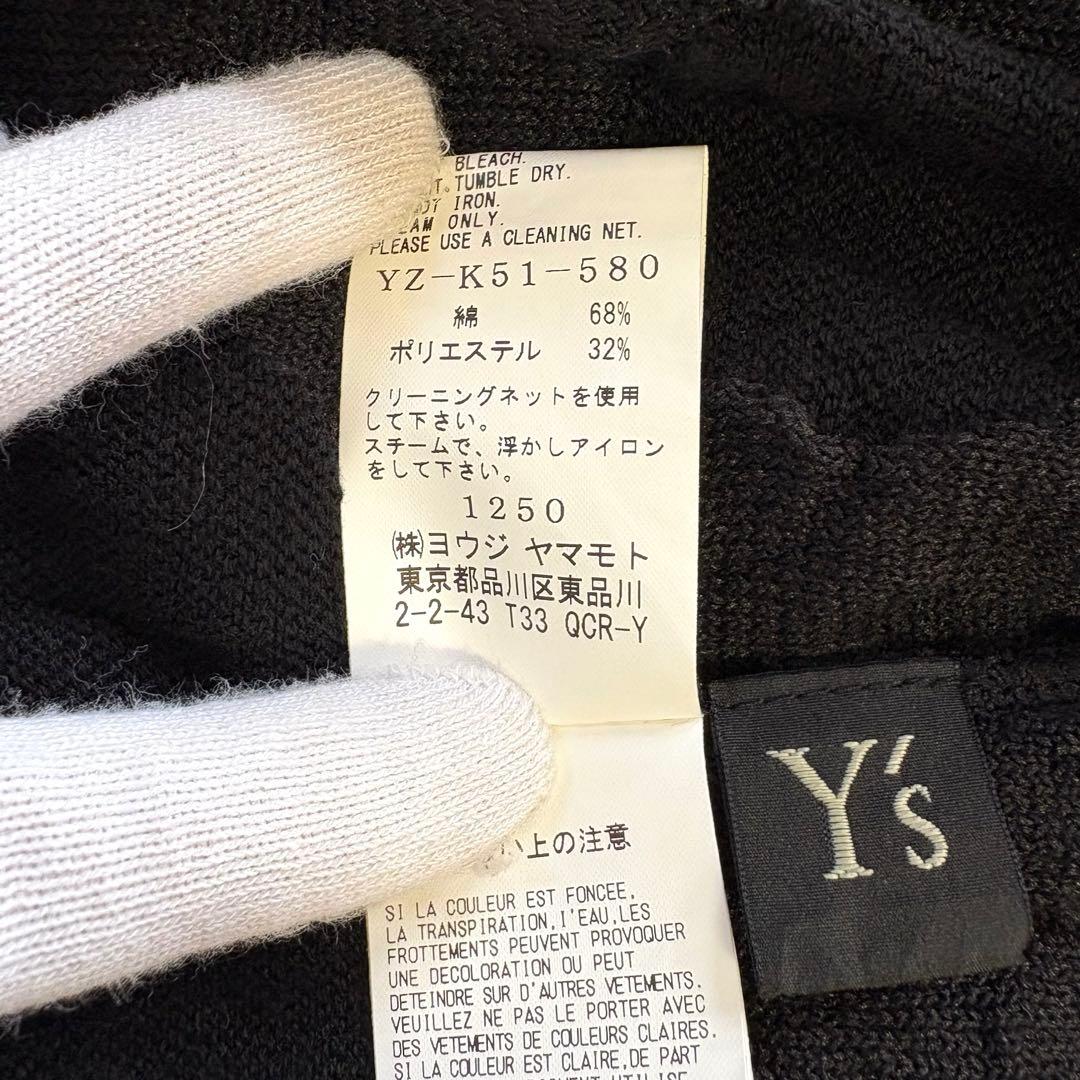 BLEACH.
TUMBLE DRY.
IRON.
ONLY.
PLEASE USE A CLEANING NET.
YZ-K51-580
綿 68%
ポリエステル 32%
クリーニングネットを使用
して下さい。
スチームで、浮かしアイロン
をして下さい。
1250
㈱ヨウジ ヤマモト
東京都品川区東品川
2-2-43 T33 QCR-Y
Y's
い上の注意
SI LA COULEUR EST FONCEE,
LA TRANSPIRATION,I'EAU,LES
FROTTEMENTS PEUVENT PROVOQUER
UNE DECOLORATION OU PEUT
DETEINDRE SUR D'AUTRES VETEMENTS.
VEUILLEZ NE PAS LE PORTER AVEC
DES VETEMENTS DE COULEURS CLAIRES.
SI LA COULEUR EST CLAIRE,DE PART